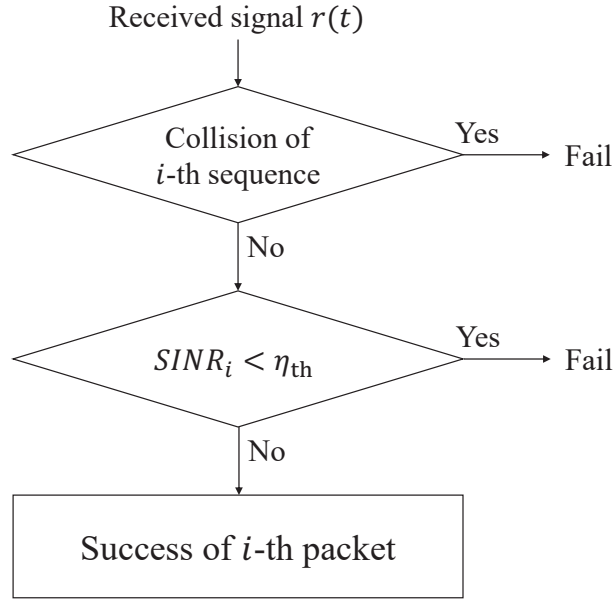 Received signal r(t)
Collision of
i-th sequence
Yes
Fail
No
SINR_i < η_th
Yes
Fail
No
Success of i-th packet